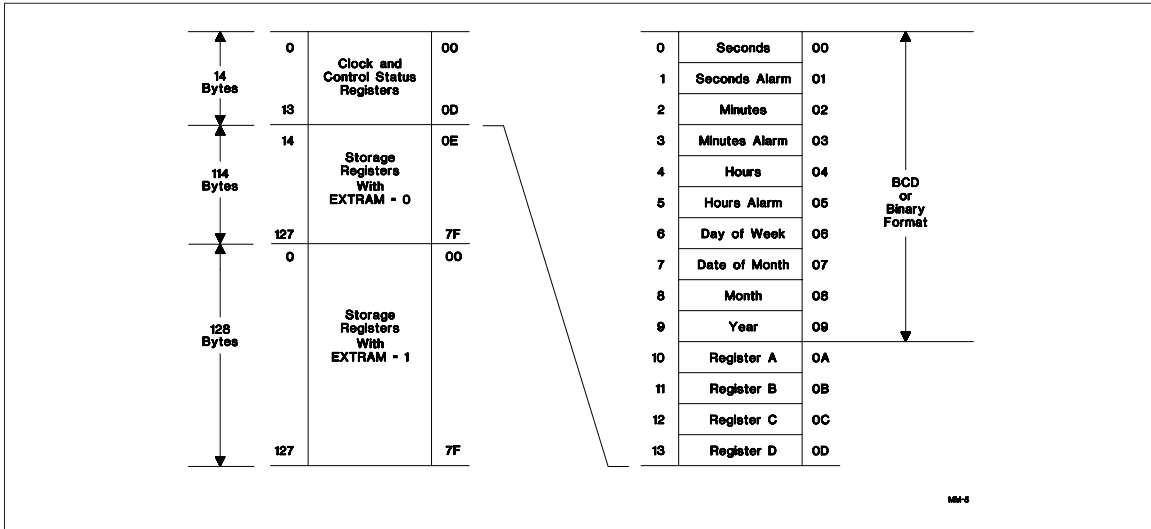 14
Bytes
0
00
Clock and
Control Status
Registers
13
0D
114
Bytes
14
0E
Storage
Registers
With
EXTRAM - 0
127
7F
128
Bytes
0
00
Storage
Registers
With
EXTRAM - 1
127
7F
0 Seconds 00
1 Seconds Alarm 01
2 Minutes 02
3 Minutes Alarm 03
4 Hours 04
5 Hours Alarm 05
6 Day of Week 06
7 Date of Month 07
8 Month 08
9 Year 09
10 Register A 0A
11 Register B 0B
12 Register C 0C
13 Register D 0D
BCD
or
Binary
Format
MM-5